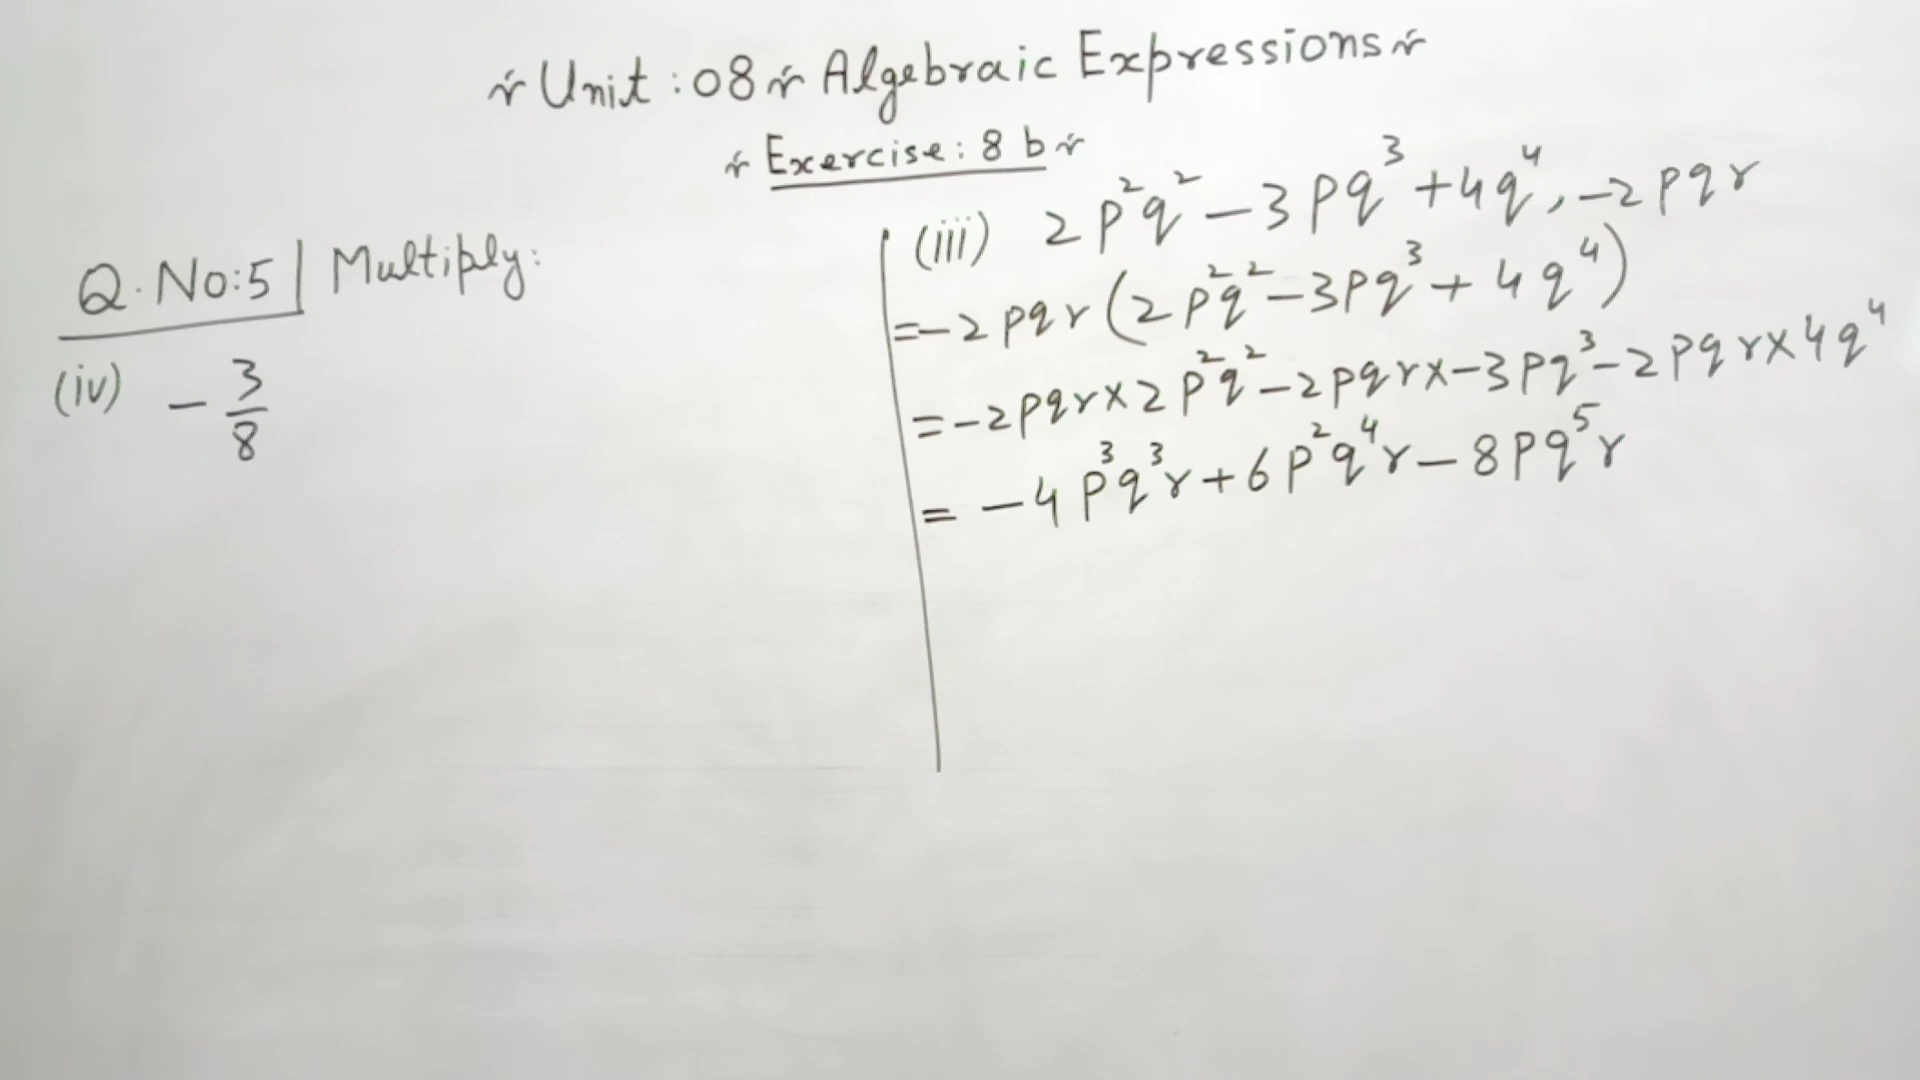 Unit : 08 Algebraic Expressions
Exercise: 8 b
Q. No:5 | Multiply:
(iv) - 3/8
(iii) 2p²q² - 3pq³ + 4q⁴, -2pqr
= -2pqr(2p²q² - 3pq³ + 4q⁴)
= -2pqr×2p²q² - 2pqr×-3pq³ - 2pqr×4q⁴
= -4p³q³r + 6p²q⁴r - 8pq⁵r